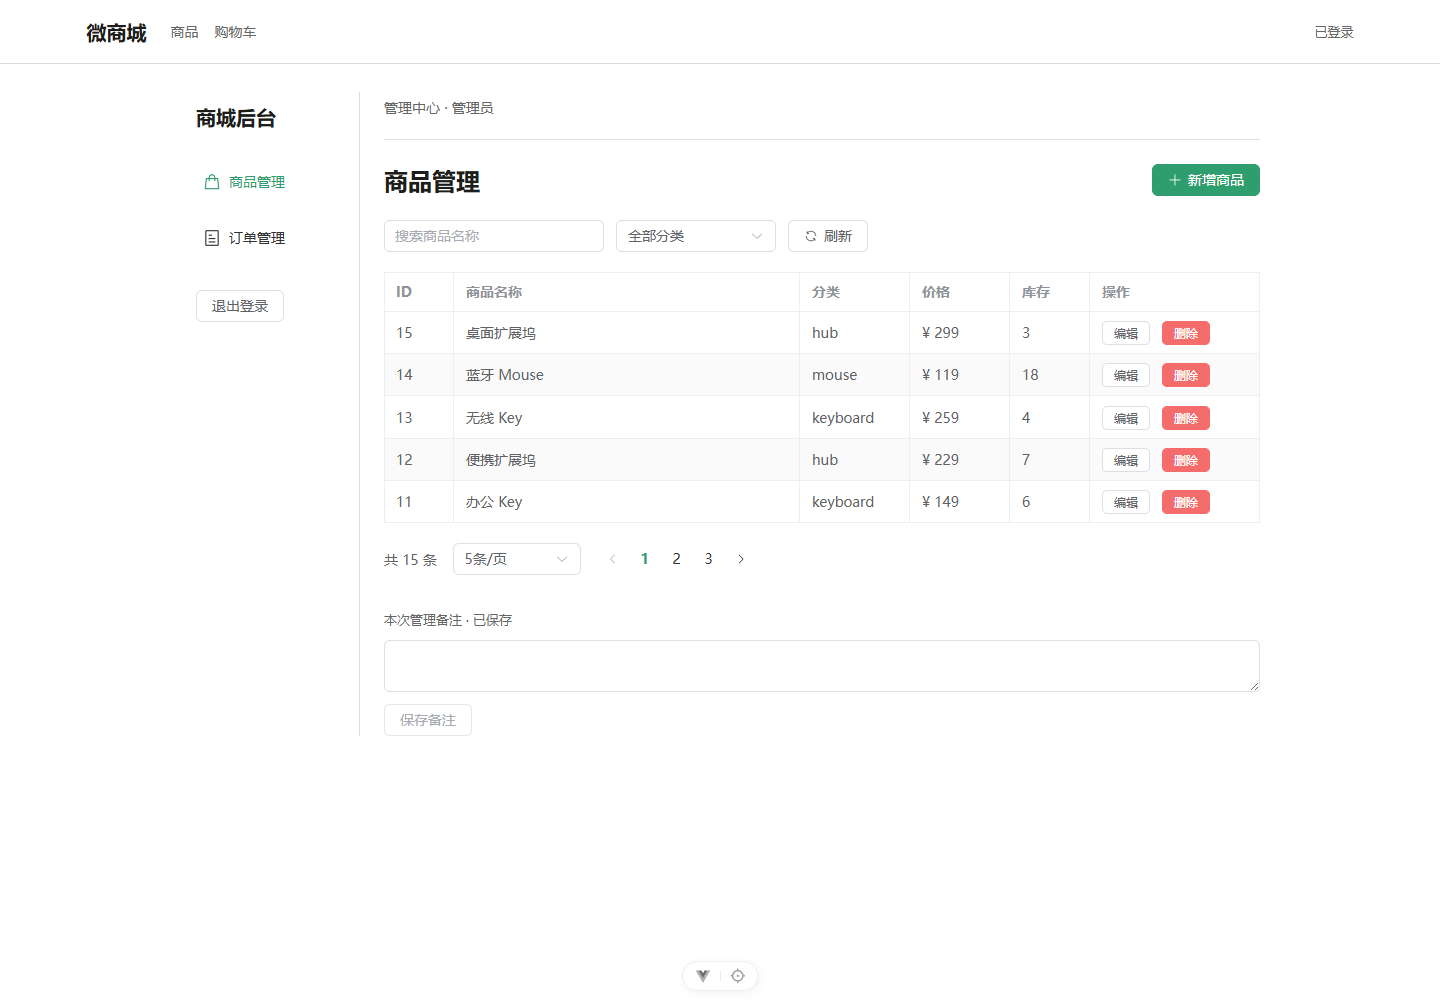 微商城 商品 购物车 已登录
商城后台
管理中心 · 管理员
商品管理
订单管理
退出登录
商品管理 新增商品
搜索商品名称 全部分类 刷新
ID 商品名称 分类 价格 库存 操作
15 桌面扩展坞 hub ¥ 299 3 编辑 删除
14 蓝牙 Mouse mouse ¥ 119 18 编辑 删除
13 无线 Key keyboard ¥ 259 4 编辑 删除
12 便携扩展坞 hub ¥ 229 7 编辑 删除
11 办公 Key keyboard ¥ 149 6 编辑 删除
共 15 条 5条/页 1 2 3
本次管理备注 · 已保存
保存备注